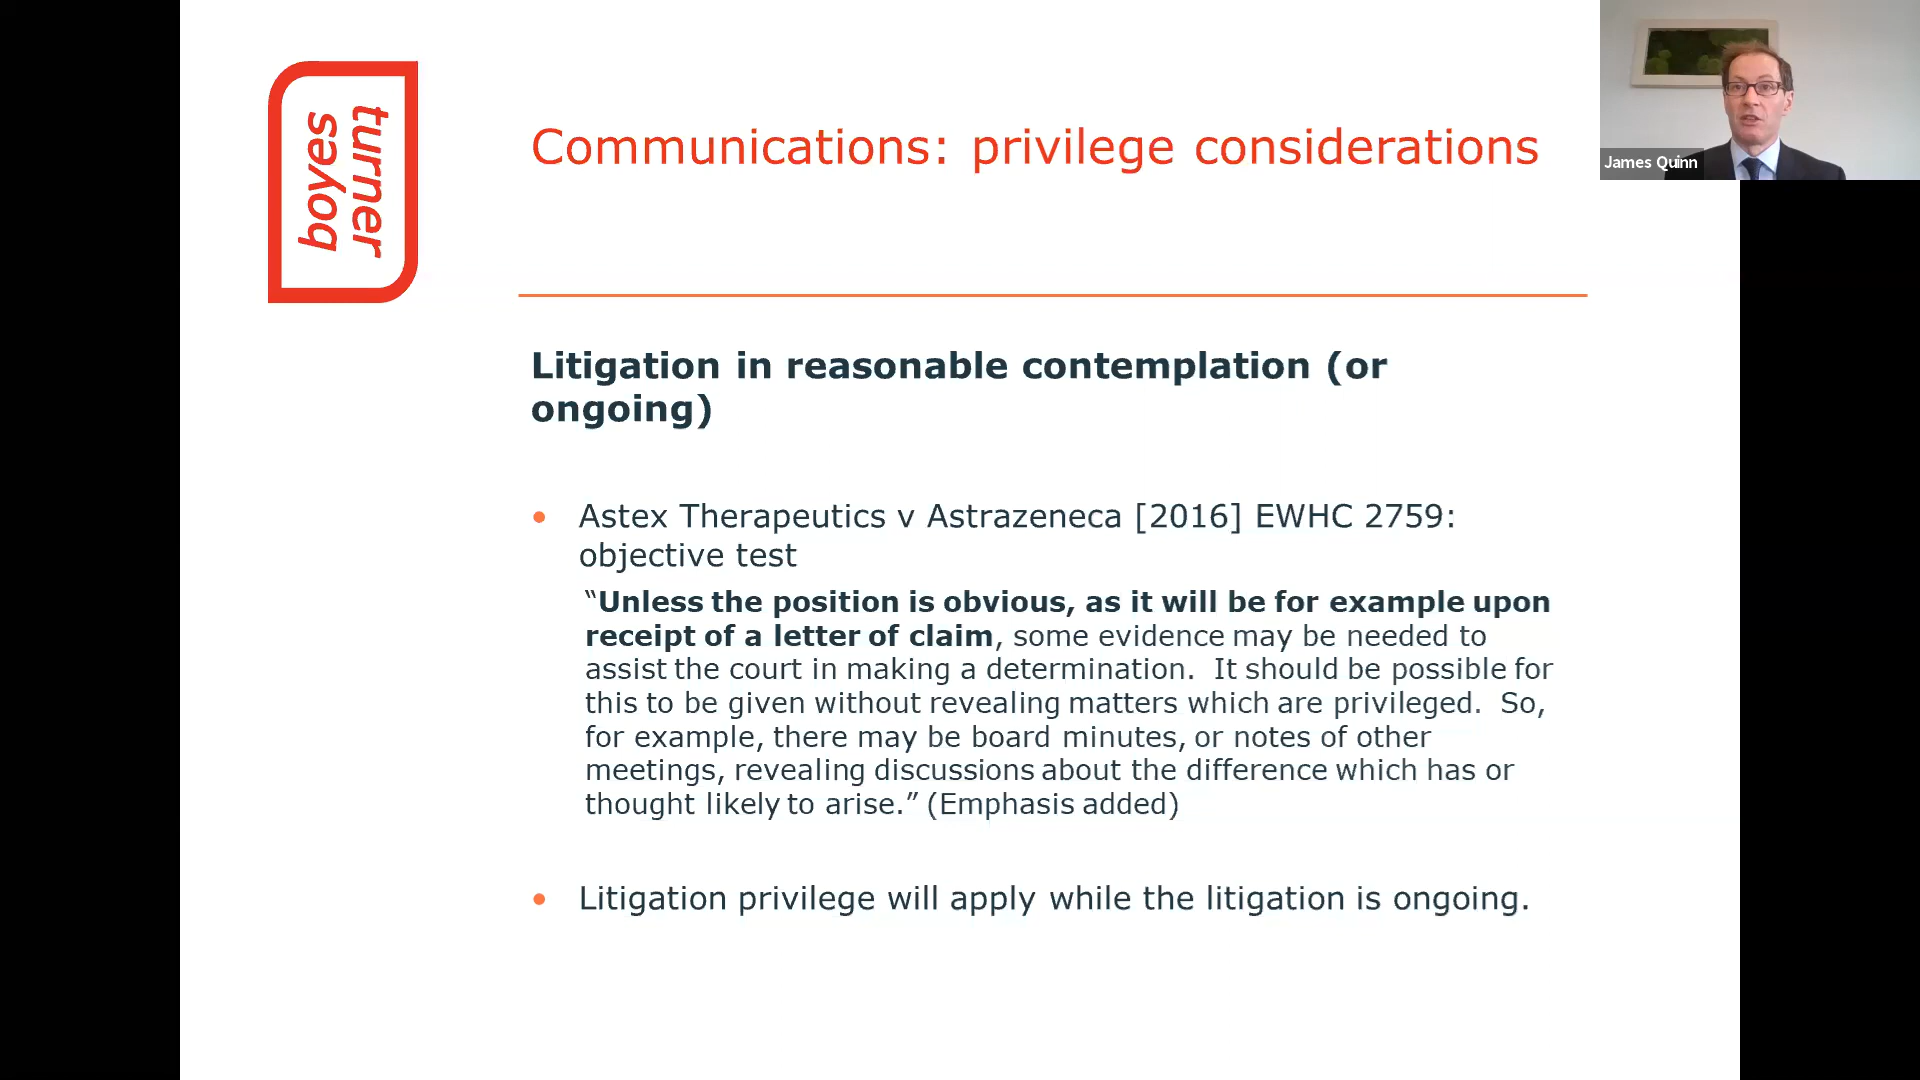 boyes
turner
Communications: privilege considerations
James Quinn
Litigation in reasonable contemplation (or
ongoing)
• Astex Therapeutics v Astrazeneca [2016] EWHC 2759:
objective test
“Unless the position is obvious, as it will be for example upon
receipt of a letter of claim, some evidence may be needed to
assist the court in making a determination.  It should be possible for
this to be given without revealing matters which are privileged.  So,
for example, there may be board minutes, or notes of other
meetings, revealing discussions about the difference which has or
thought likely to arise.” (Emphasis added)
• Litigation privilege will apply while the litigation is ongoing.